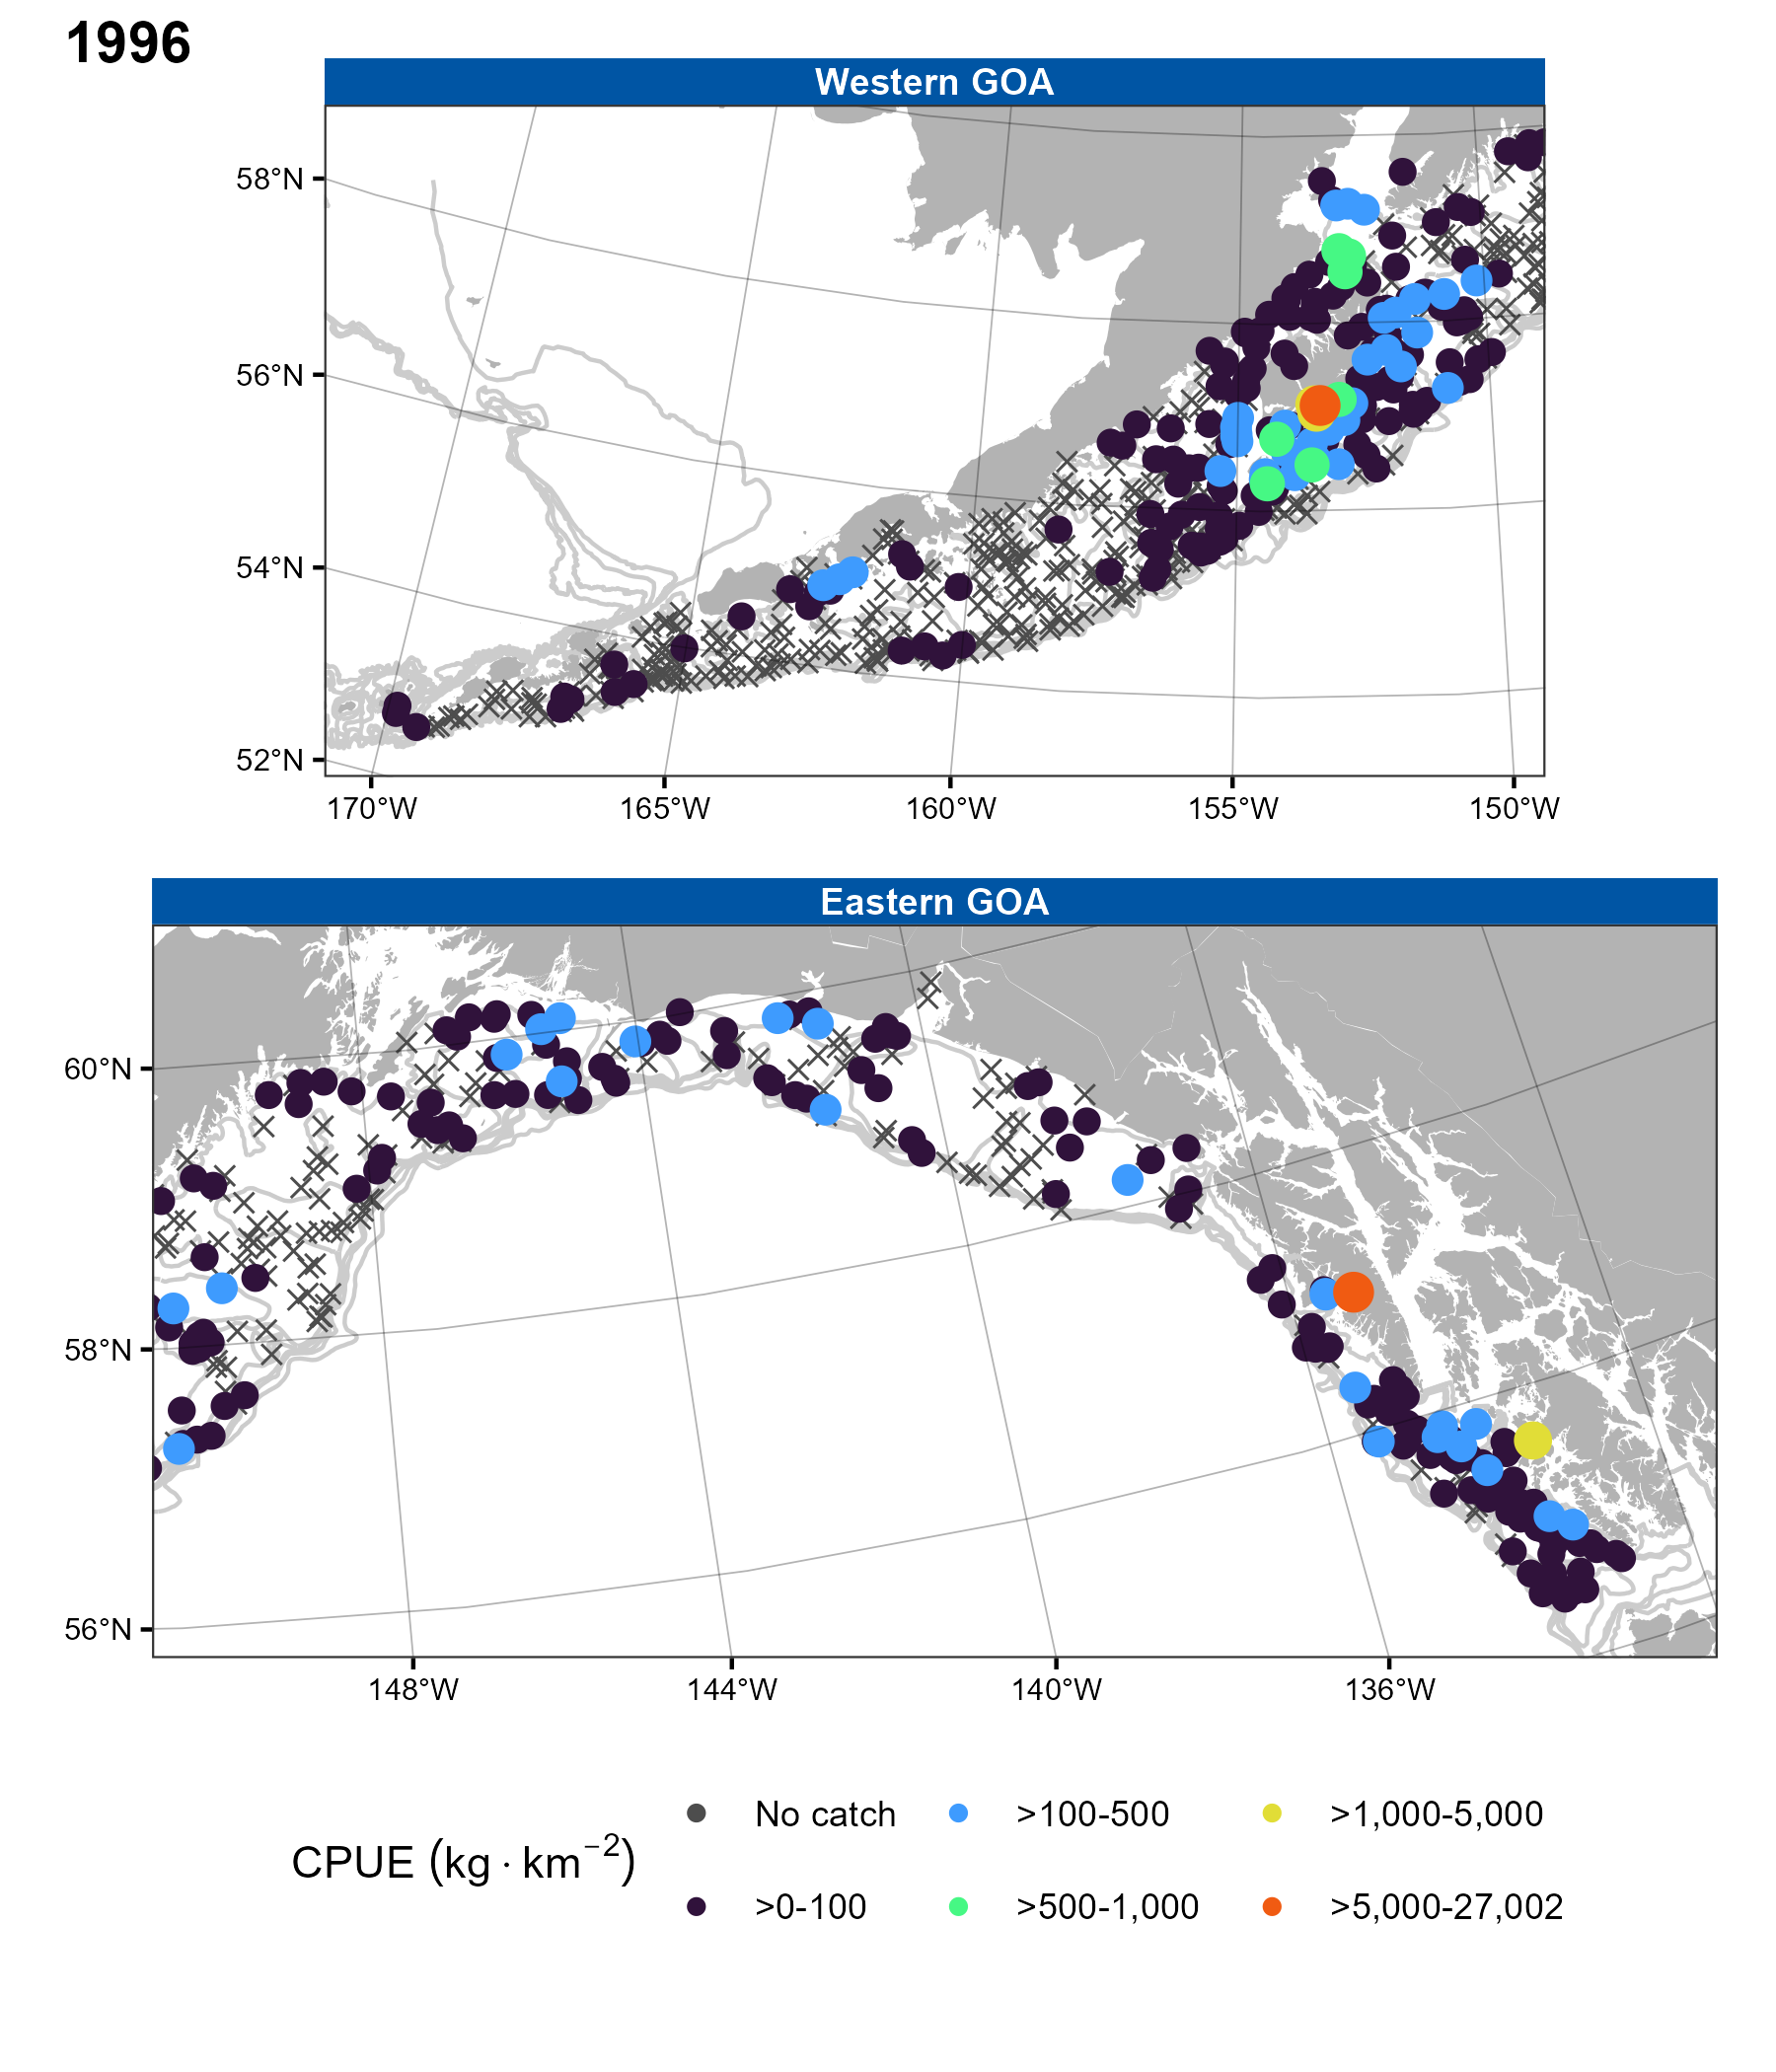 1996
Western GOA
58°N
56°N
54°N
52°N
170°W 165°W 160°W 155°W 150°W
Eastern GOA
60°N
58°N
56°N
148°W 144°W 140°W 136°W
CPUE (kg · km⁻²)
No catch >100-500 >1,000-5,000
>0-100 >500-1,000 >5,000-27,002